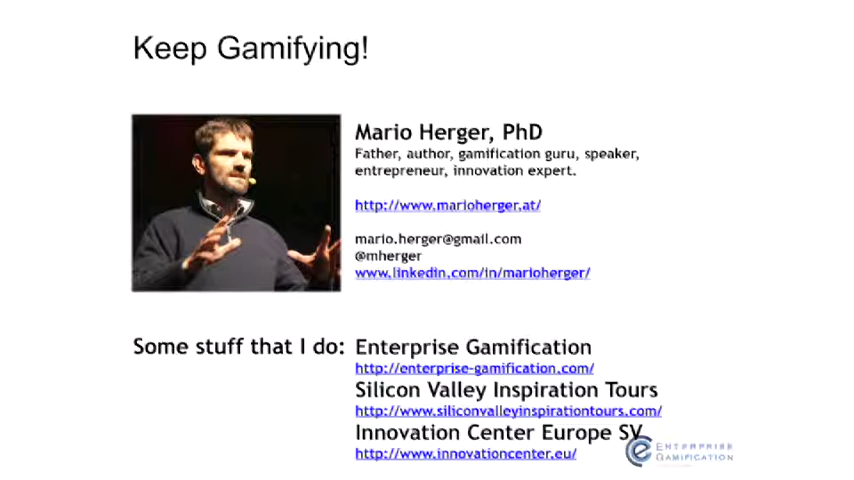 Keep Gamifying!
Mario Herger, PhD
Father, author, gamification guru, speaker,
entrepreneur, innovation expert.
http://www.marioherger.at/
mario.herger@gmail.com
@mherger
www.linkedin.com/in/marioherger/
Some stuff that I do: Enterprise Gamification
http://enterprise-gamification.com/
Silicon Valley Inspiration Tours
http://www.siliconvalleyinspirationtours.com/
Innovation Center Europe SV
http://www.innovationcenter.eu/
ENTERPRISE
GAMIFICATION